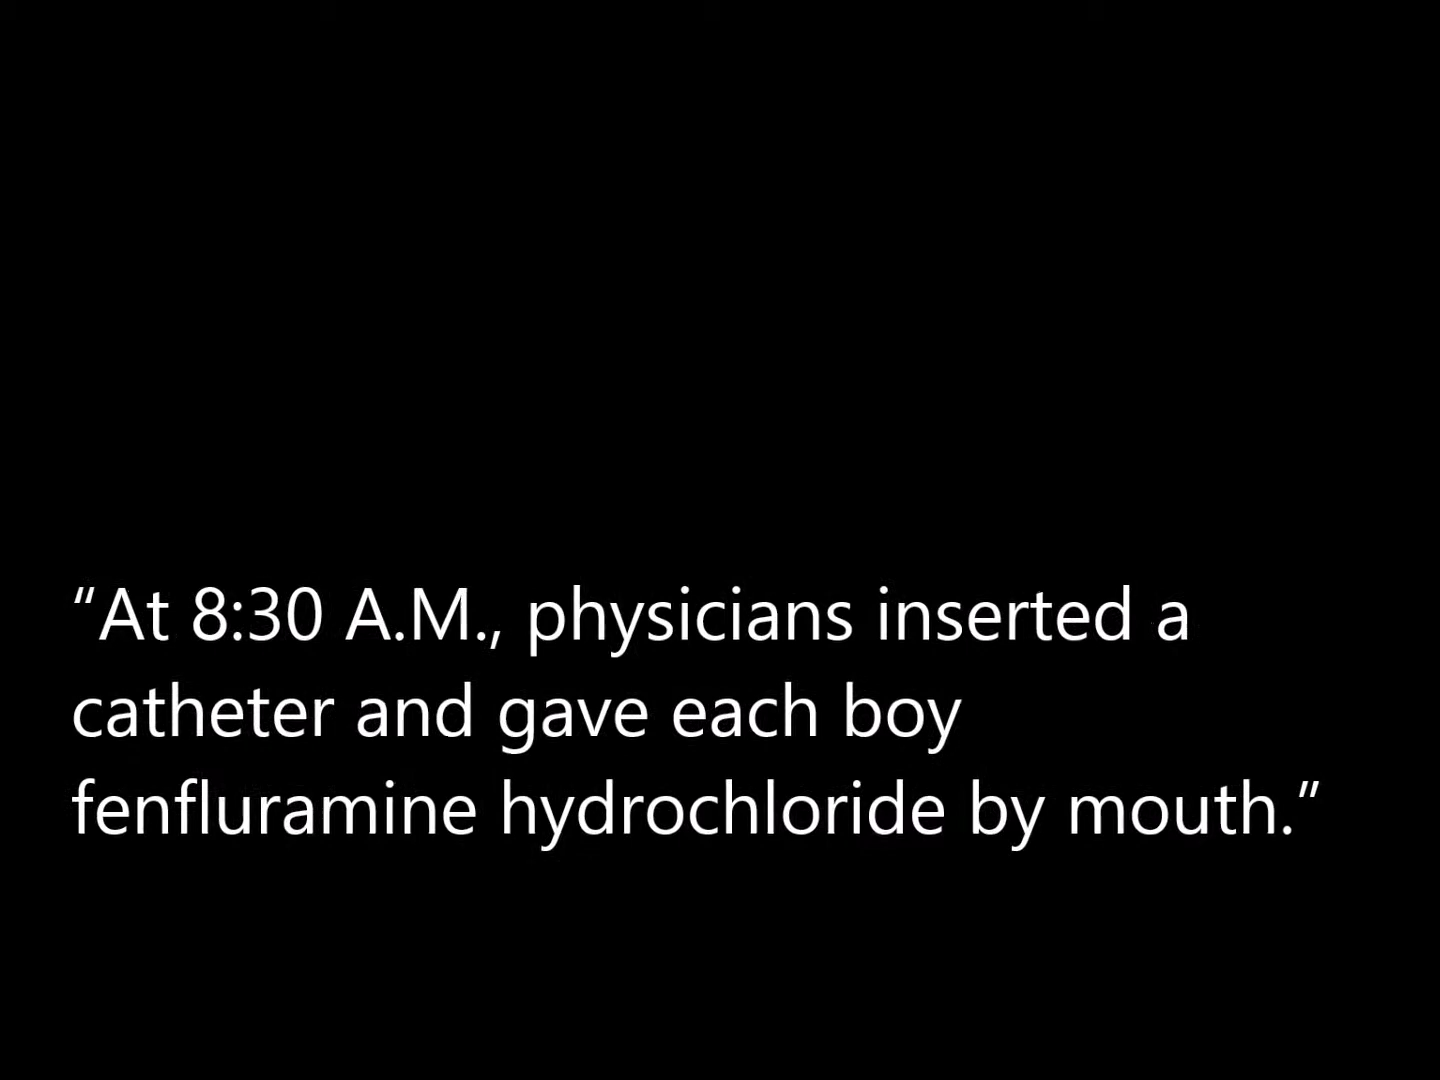 “At 8:30 A.M., physicians inserted a
catheter and gave each boy
fenfluramine hydrochloride by mouth.”